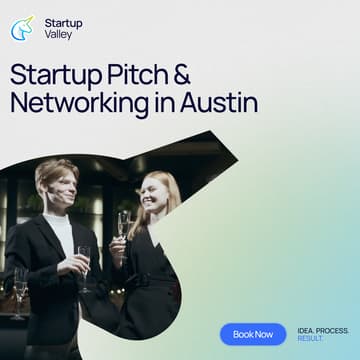 Startup
Valley
Startup Pitch &
Networking in Austin
Book Now
IDEA. PROCESS.
RESULT.